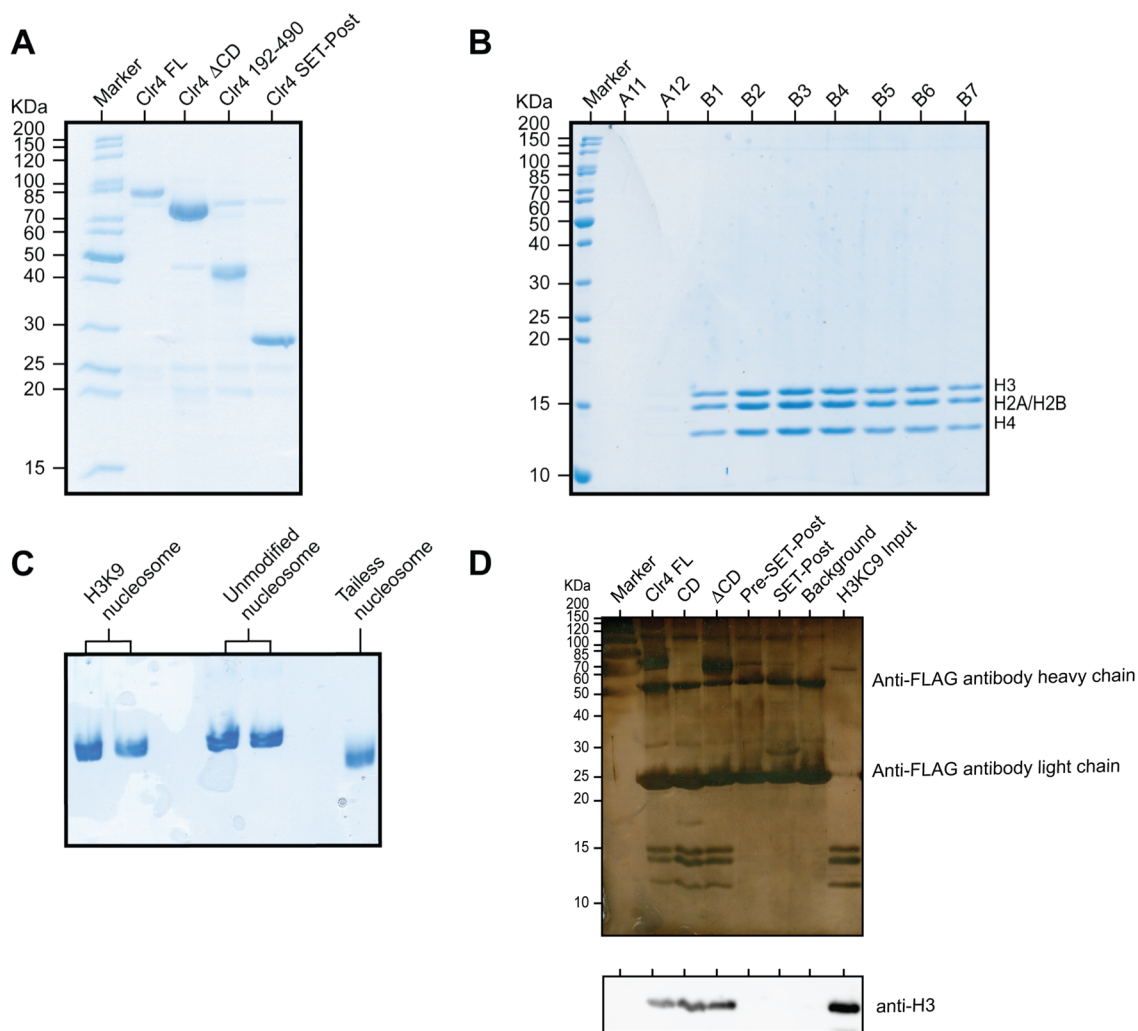 A
Marker
Clr4 FL
Clr4 ΔCD
Clr4 192-490
Clr4 SET-Post
KDa
200
150
120
100
85
70
60
50
40
30
25
20
15
B
Marker
A11
A12
B1
B2
B3
B4
B5
B6
B7
KDa
200
150
100
85
70
60
50
40
30
25
20
15
10
H3
H2A/H2B
H4
C
H3K9
nucleosome
Unmodified
nucleosome
Tailess
nucleosome
D
Marker
Clr4 FL
CD
ΔCD
Pre-SET-Post
SET-Post
Background
H3KC9 Input
KDa
200
150
120
100
85
70
60
50
40
30
25
20
15
10
Anti-FLAG antibody heavy chain
Anti-FLAG antibody light chain
anti-H3